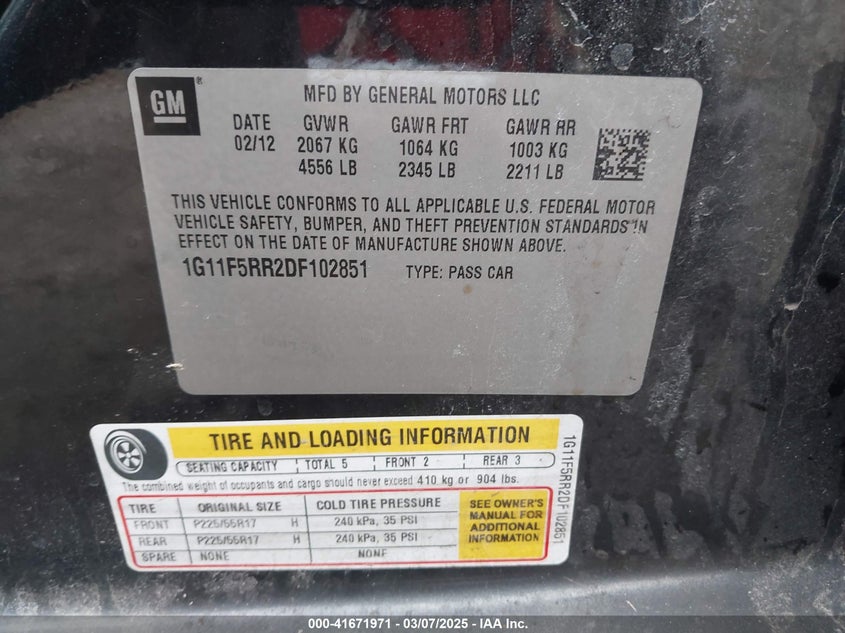 GM
MFD BY GENERAL MOTORS LLC
DATE GVWR GAWR FRT GAWR RR
02/12 2067 KG 1064 KG 1003 KG
4556 LB 2345 LB 2211 LB
THIS VEHICLE CONFORMS TO ALL APPLICABLE U.S. FEDERAL MOTOR
VEHICLE SAFETY, BUMPER, AND THEFT PREVENTION STANDARDS IN
EFFECT ON THE DATE OF MANUFACTURE SHOWN ABOVE.
1G11F5RR2DF102851 TYPE: PASS CAR
TIRE AND LOADING INFORMATION
SEATING CAPACITY TOTAL 5 FRONT 2 REAR 3
The combined weight of occupants and cargo should never exceed 410 kg or 904 lbs.
TIRE ORIGINAL SIZE COLD TIRE PRESSURE
FRONT P225/55R17 H 240 kPa, 35 PSI
REAR P225/55R17 H 240 kPa, 35 PSI
SPARE NONE NONE
SEE OWNER'S
MANUAL FOR
ADDITIONAL
INFORMATION
1G11F5RR2DF102851
000-41671971 - 03/07/2025 - IAA Inc.